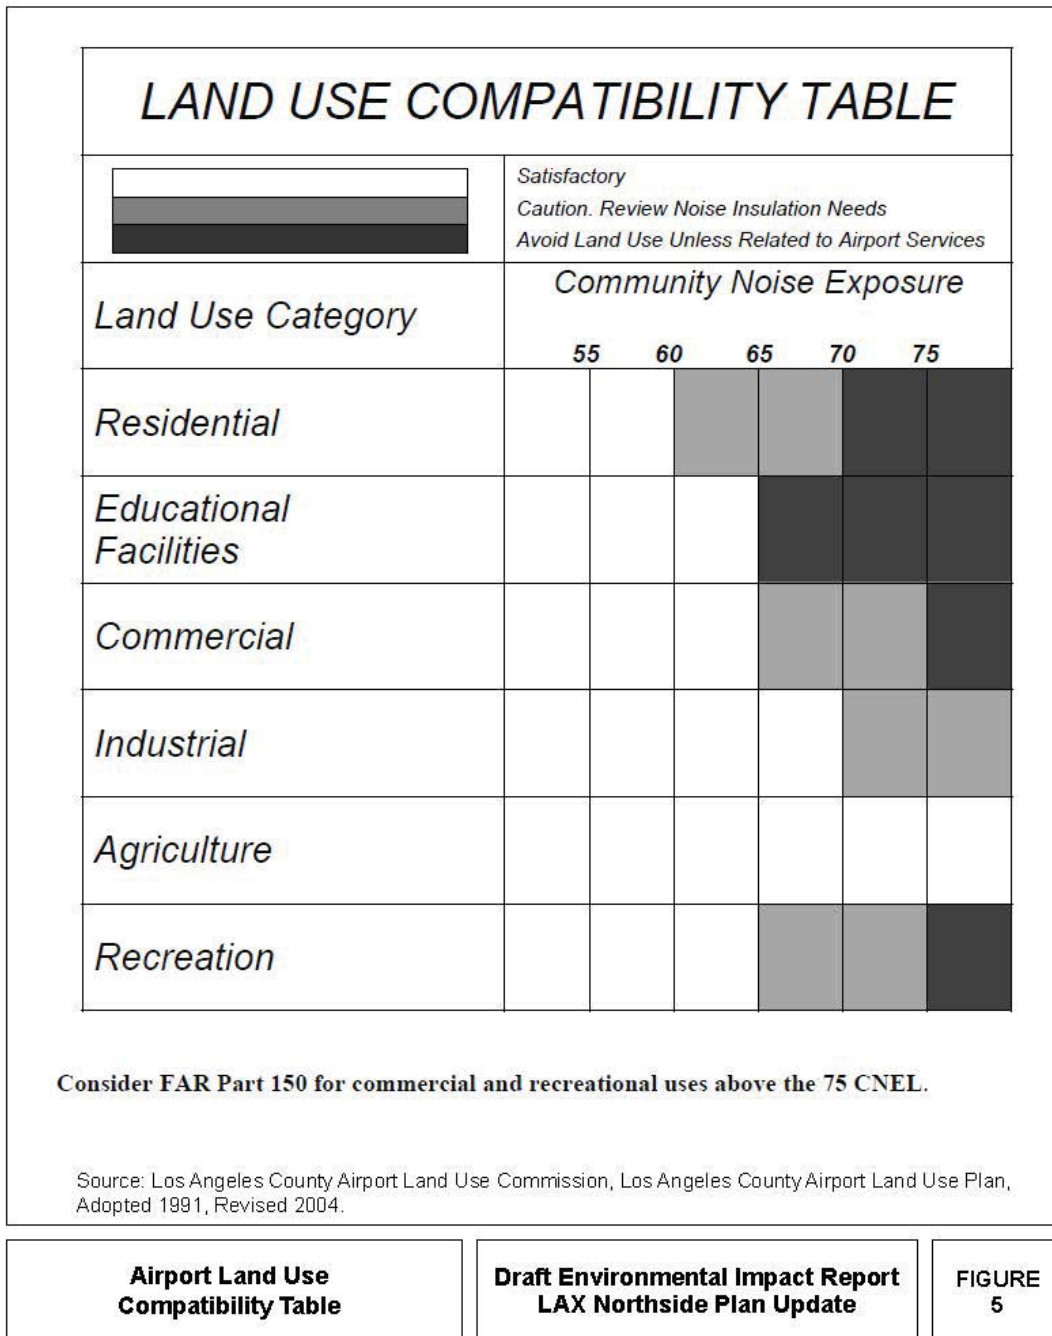 LAND USE COMPATIBILITY TABLE
Satisfactory
Caution. Review Noise Insulation Needs
Avoid Land Use Unless Related to Airport Services
Land Use Category
Community Noise Exposure
55 60 65 70 75
Residential
Educational
Facilities
Commercial
Industrial
Agriculture
Recreation
Consider FAR Part 150 for commercial and recreational uses above the 75 CNEL.
Source: Los Angeles County Airport Land Use Commission, Los Angeles County Airport Land Use Plan,
Adopted 1991, Revised 2004.
Airport Land Use
Compatibility Table
Draft Environmental Impact Report
LAX Northside Plan Update
FIGURE
5